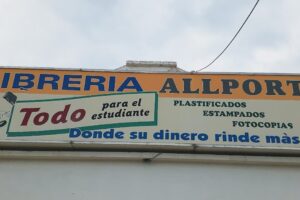 IBRERIA ALLPORT
Todo para el estudiante
PLASTIFICADOS
ESTAMPADOS
FOTOCOPIAS
Donde su dinero rinde màs